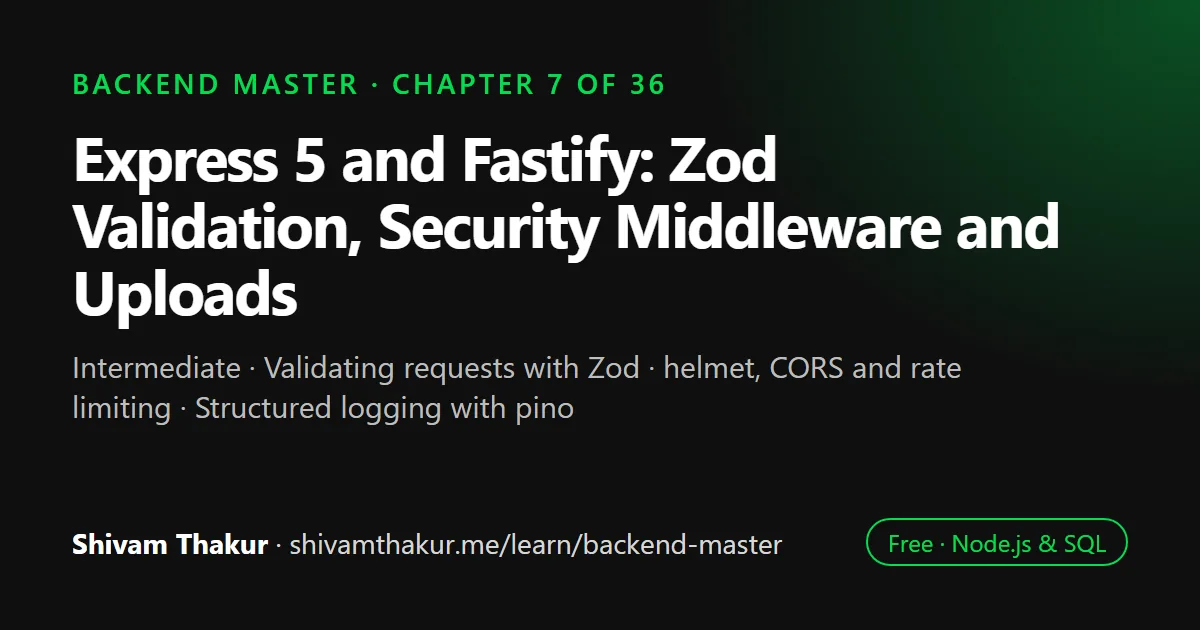 BACKEND MASTER · CHAPTER 7 OF 36
Express 5 and Fastify: Zod
Validation, Security Middleware and
Uploads
Intermediate · Validating requests with Zod · helmet, CORS and rate
limiting · Structured logging with pino
Shivam Thakur · shivamthakur.me/learn/backend-master
Free · Node.js & SQL